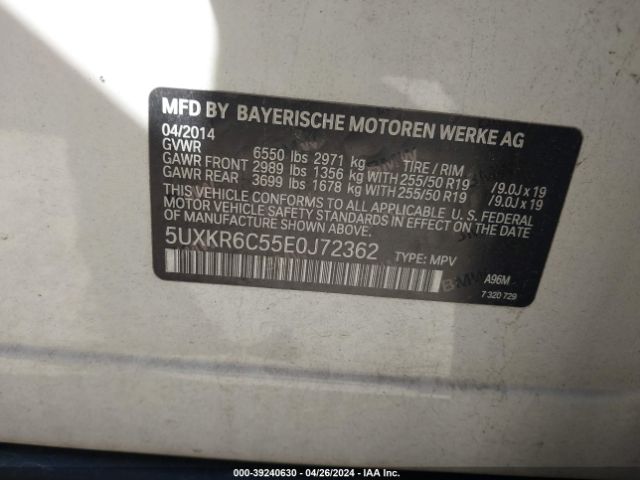 MFD BY BAYERISCHE MOTOREN WERKE AG
04/2014
GVWR 6550 lbs 2971 kg TIRE / RIM
GAWR FRONT 2989 lbs 1356 kg WITH 255/50 R19 /9.0J x 19
GAWR REAR 3699 lbs 1678 kg WITH 255/50 R19 /9.0J x 19
THIS VEHICLE CONFORMS TO ALL APPLICABLE U.S. FEDERAL
MOTOR VEHICLE SAFETY STANDARDS IN EFFECT ON THE DATE
OF MANUFACTURE SHOWN ABOVE.
5UXKR6C55E0J72362 TYPE: MPV
A96M
7 320 729
000-39240630 - 04/26/2024 - IAA Inc.